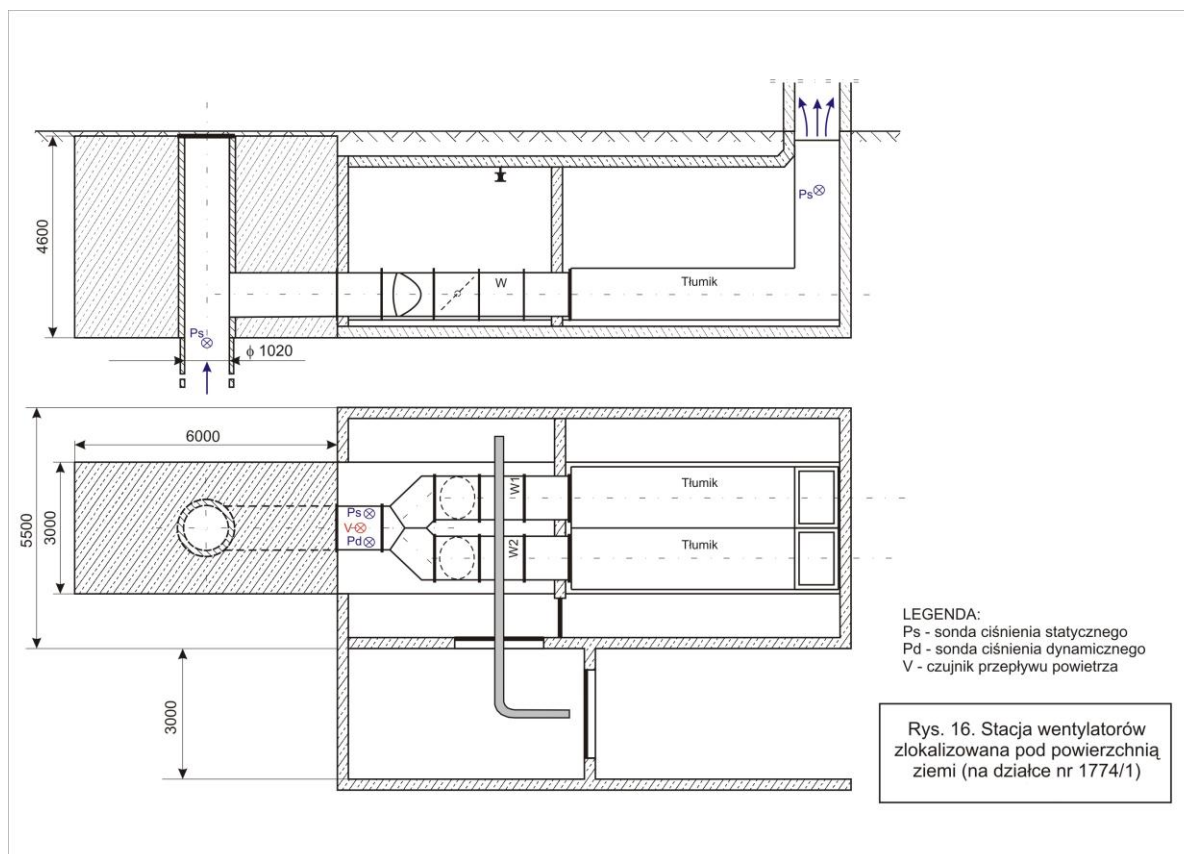 Ps
4600
W
Tłumik
Ps
ϕ 1020
6000
5500
3000
Ps
V
Pd
W1
W2
Tłumik
Tłumik
3000
LEGENDA:
Ps - sonda ciśnienia statycznego
Pd - sonda ciśnienia dynamicznego
V - czujnik przepływu powietrza
Rys. 16. Stacja wentylatorów
zlokalizowana pod powierzchnią
ziemi (na działce nr 1774/1)